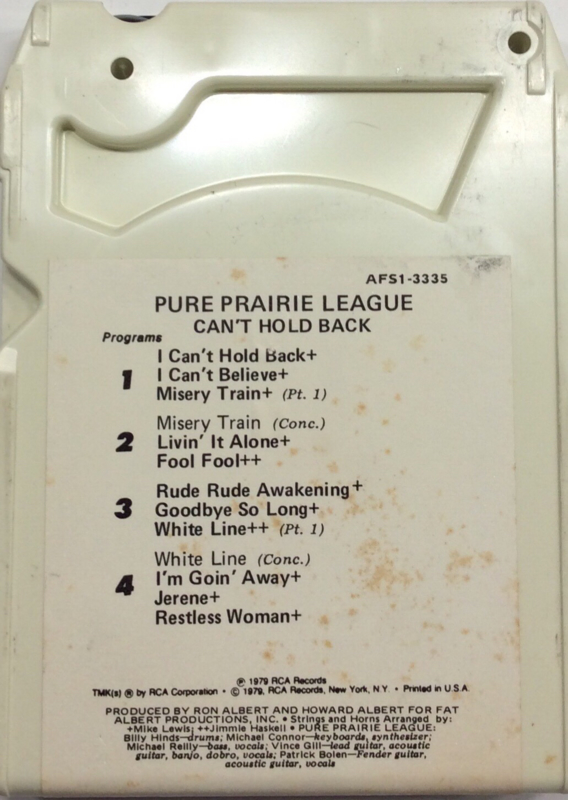 AFS1-3335
PURE PRAIRIE LEAGUE
CAN'T HOLD BACK
Programs
1
I Can't Hold Back+
I Can't Believe+
Misery Train+ (Pt. 1)
2
Misery Train (Conc.)
Livin' It Alone+
Fool Fool++
3
Rude Rude Awakening+
Goodbye So Long+
White Line++ (Pt. 1)
4
White Line (Conc.)
I'm Goin' Away+
Jerene+
Restless Woman+
℗ 1979 RCA Records
TMK(s) ® by RCA Corporation • © 1979, RCA Records, New York, N.Y. • Printed in U.S.A.
PRODUCED BY RON ALBERT AND HOWARD ALBERT FOR FAT
ALBERT PRODUCTIONS, INC. • Strings and Horns Arranged by:
+Mike Lewis; ++Jimmie Haskell • PURE PRAIRIE LEAGUE:
Billy Hinds—drums; Michael Connor—keyboards, synthesizer;
Michael Reilly—bass, vocals; Vince Gill—lead guitar, acoustic
guitar, banjo, dobro, vocals; Patrick Bolen—Fender guitar,
acoustic guitar, vocals